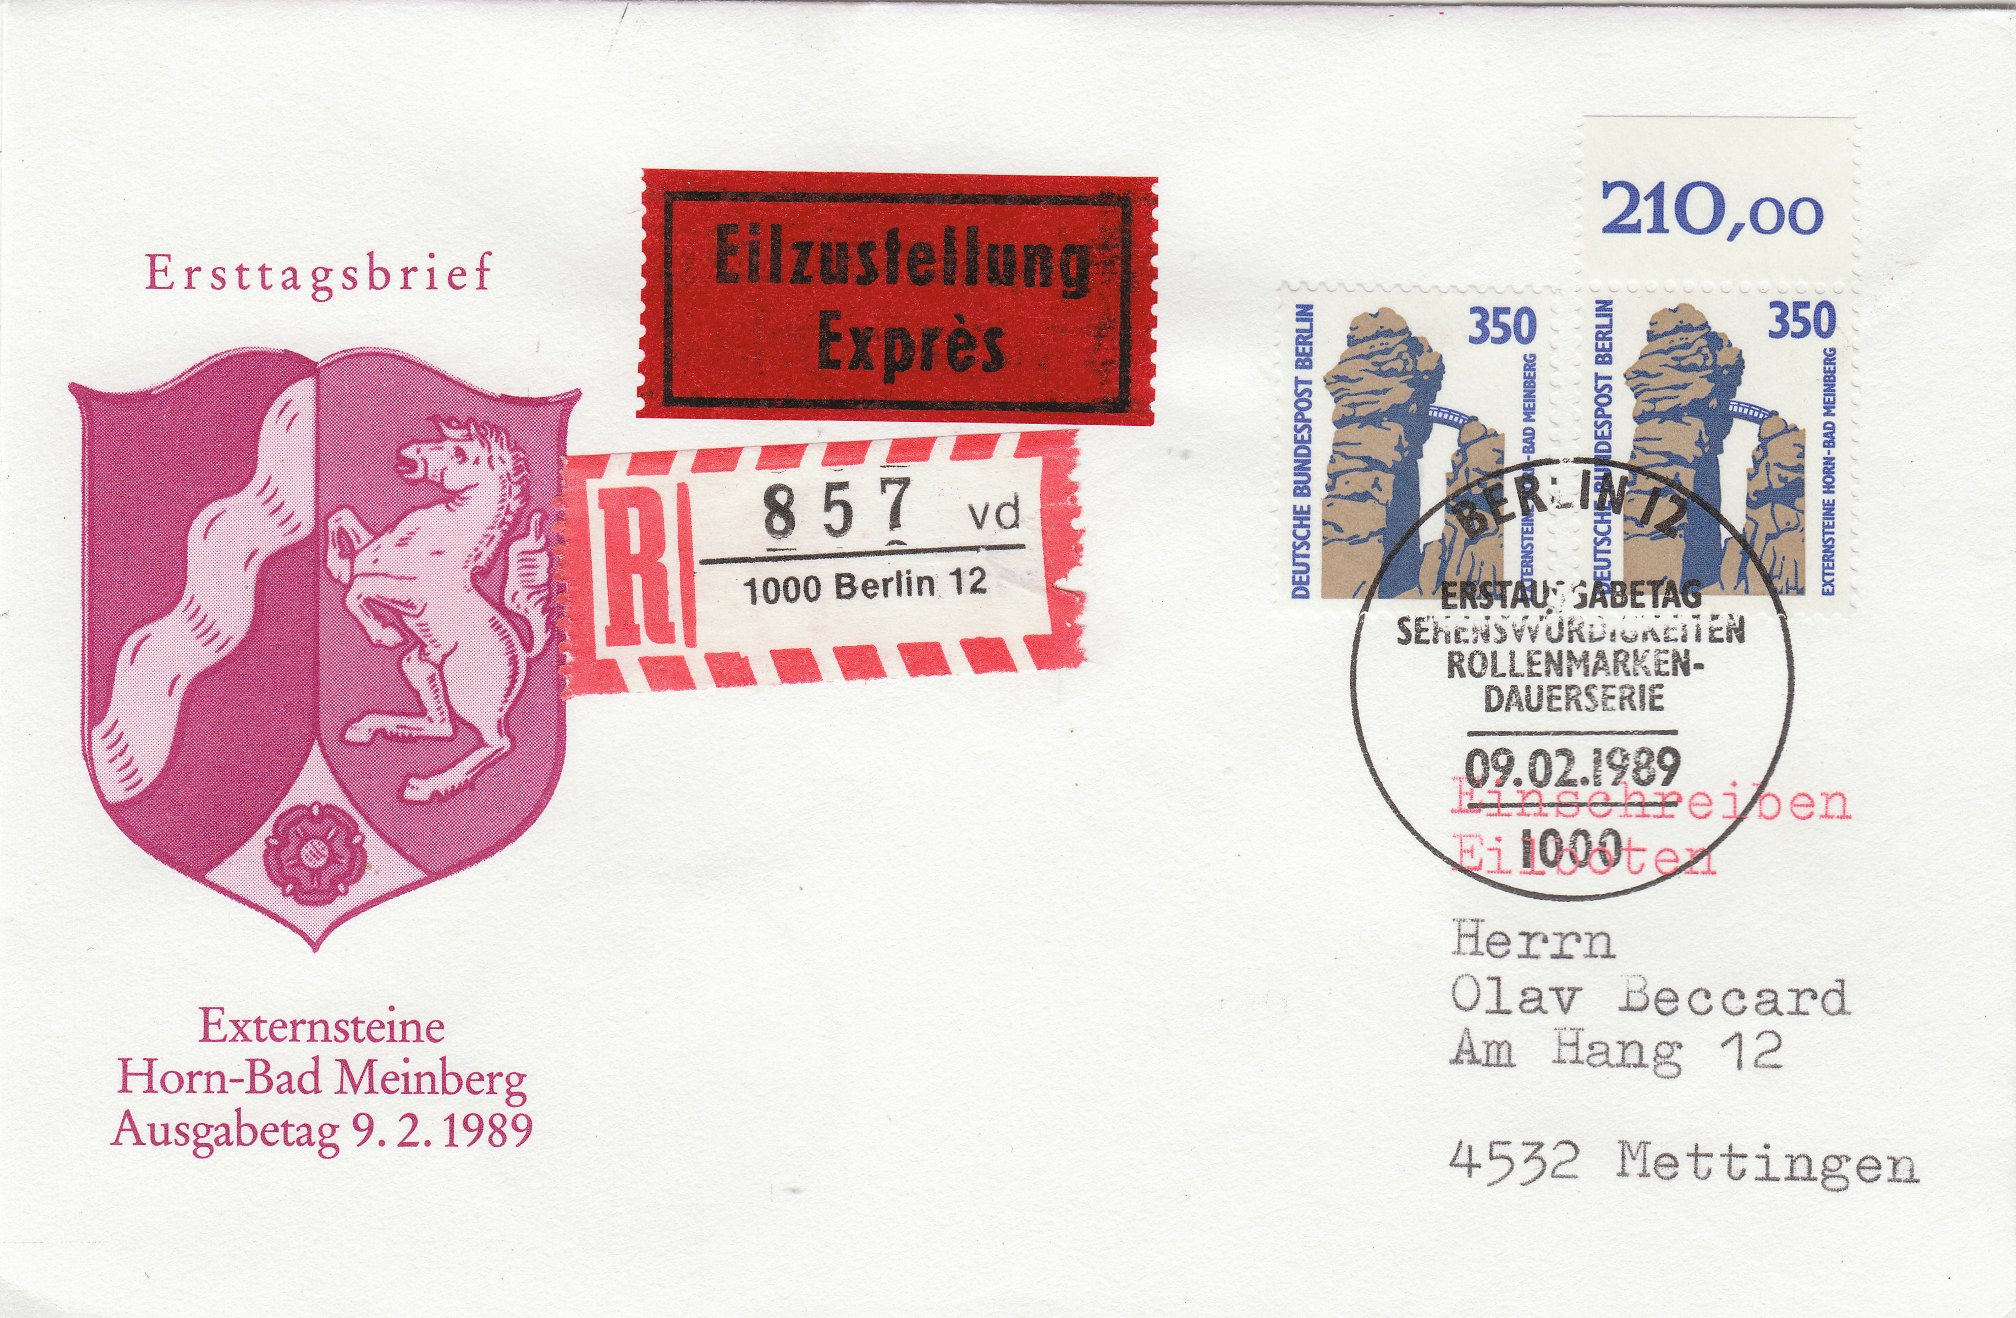 Ersttagsbrief
Externsteine
Horn-Bad Meinberg
Ausgabetag 9. 2. 1989
Eilzustellung
Exprès
R
857 vd
1000 Berlin 12
210,00
DEUTSCHE BUNDESPOST BERLIN
350
EXTERNSTEINE HORN-BAD MEINBERG
DEUTSCHE BUNDESPOST BERLIN
350
EXTERNSTEINE HORN-BAD MEINBERG
BERLIN 12
ERSTAUSGABETAG
SEHENSWÜRDIGKEITEN
ROLLENMARKEN-
DAUERSERIE
09.02.1989
1000
Einschreiben
Eilboten
Herrn
Olav Beccard
Am Hang 12
4532 Mettingen